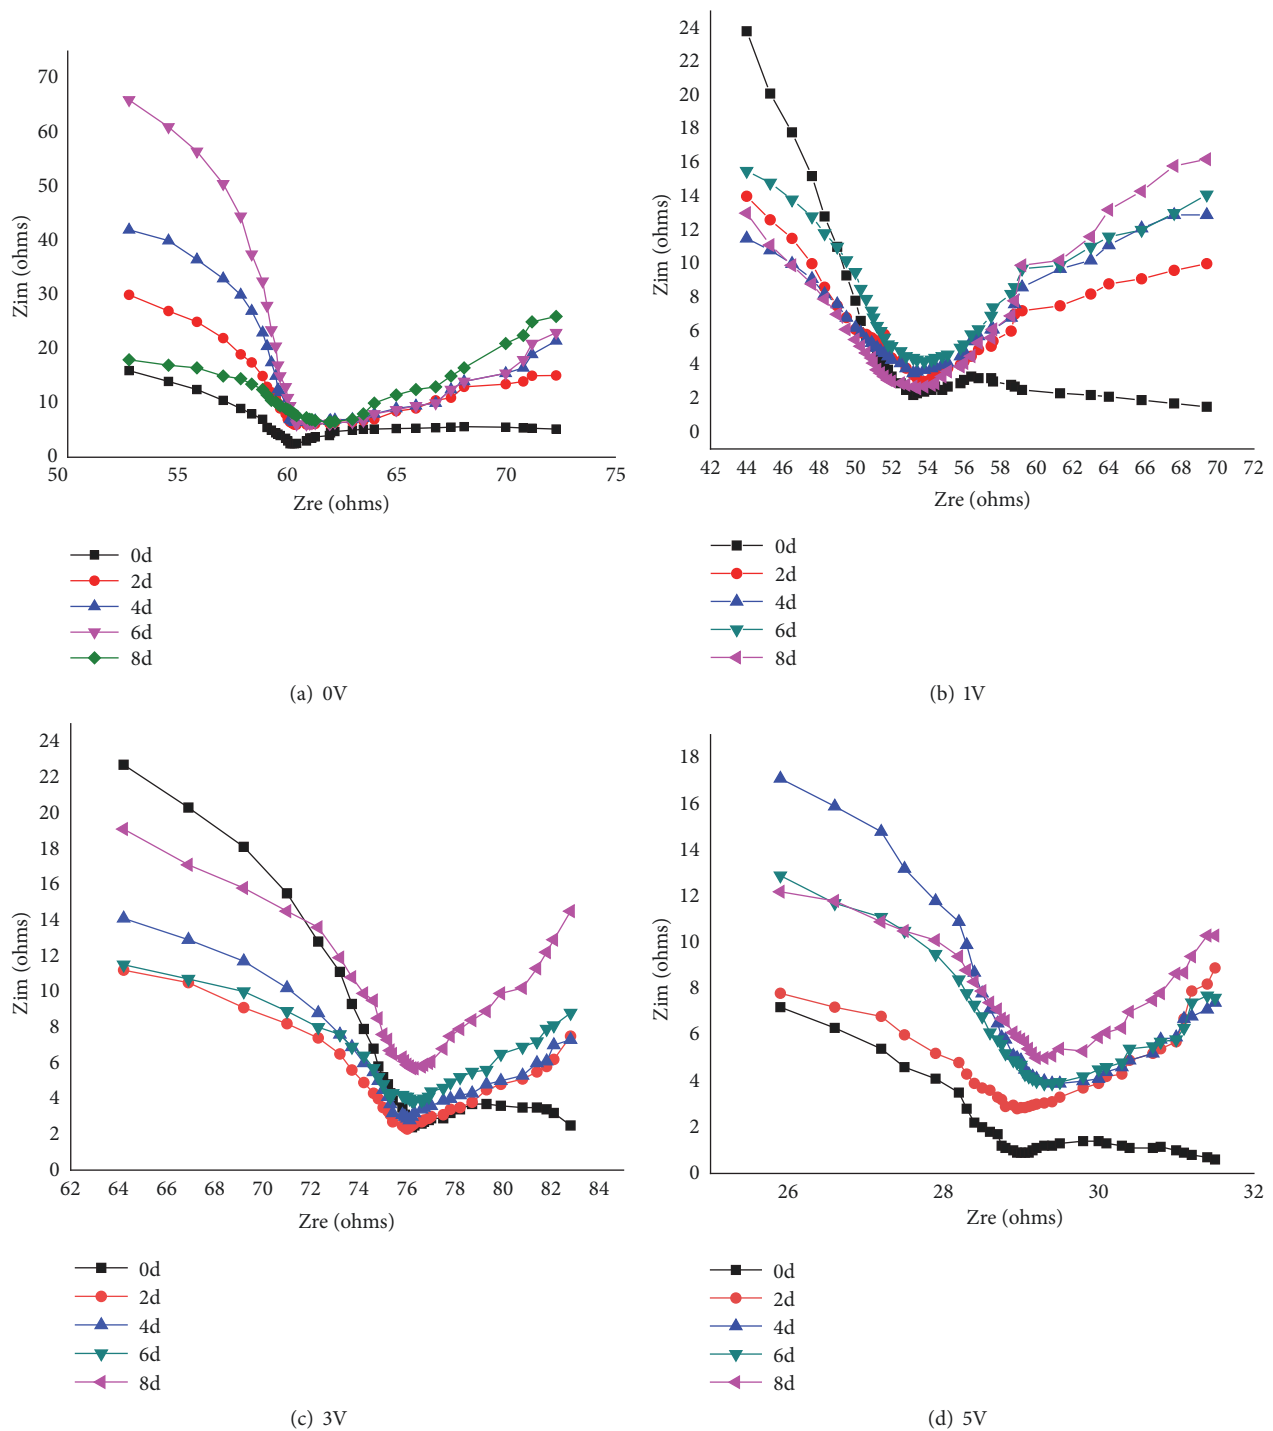 70
60
50
40
30
20
10
0
Zim (ohms)
50 55 60 65 70 75
Zre (ohms)
0d
2d
4d
6d
8d
(a) 0V
24
22
20
18
16
14
12
10
8
6
4
2
0
Zim (ohms)
42 44 46 48 50 52 54 56 58 60 62 64 66 68 70 72
Zre (ohms)
0d
2d
4d
6d
8d
(b) 1V
24
22
20
18
16
14
12
10
8
6
4
2
0
Zim (ohms)
62 64 66 68 70 72 74 76 78 80 82 84
Zre (ohms)
0d
2d
4d
6d
8d
(c) 3V
18
16
14
12
10
8
6
4
2
0
Zim (ohms)
26 28 30 32
Zre (ohms)
0d
2d
4d
6d
8d
(d) 5V